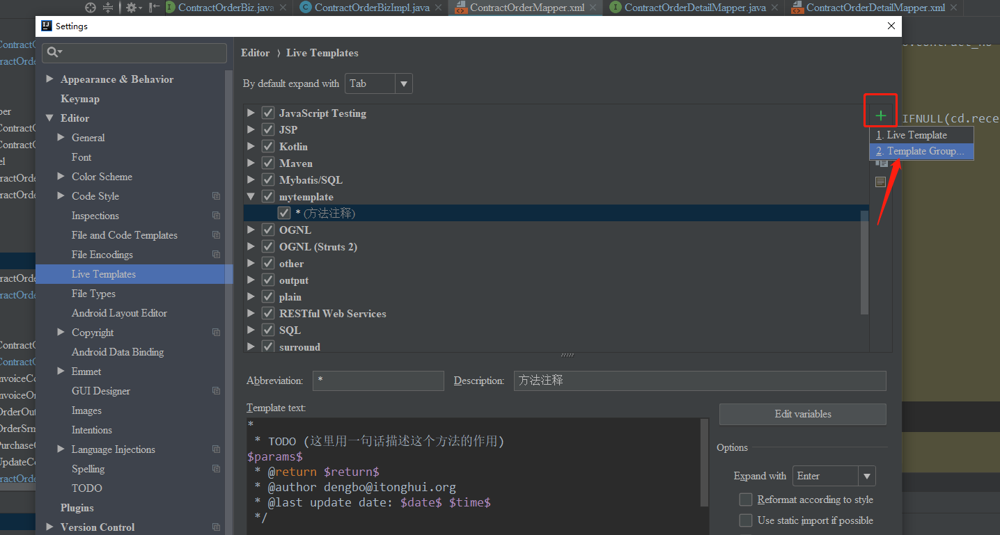 ContractOrderBiz.java
ContractOrderBizImpl.java
ContractOrderMapper.xml
ContractOrderDetailMapper.java
ContractOrderDetailMapper.xml
Settings
Editor › Live Templates
By default expand with Tab
Appearance & Behavior
Keymap
Editor
General
Font
Color Scheme
Code Style
Inspections
File and Code Templates
File Encodings
Live Templates
File Types
Android Layout Editor
Copyright
Android Data Binding
Emmet
GUI Designer
Images
Intentions
Language Injections
Spelling
TODO
Plugins
Version Control
JavaScript Testing
JSP
Kotlin
Maven
Mybatis/SQL
mytemplate
* (方法注释)
OGNL
OGNL (Struts 2)
other
output
plain
RESTful Web Services
SQL
surround
1. Live Template
2. Template Group...
IFNULL(cd.rece
Abbreviation: *
Description: 方法注释
Template text:
*
* TODO (这里用一句话描述这个方法的作用)
$params$
* @return $return$
* @author dengbo@itonghui.org
* @last update date: $date$ $time$
*/
Edit variables
Options
Expand with Enter
Reformat according to style
Use static import if possible